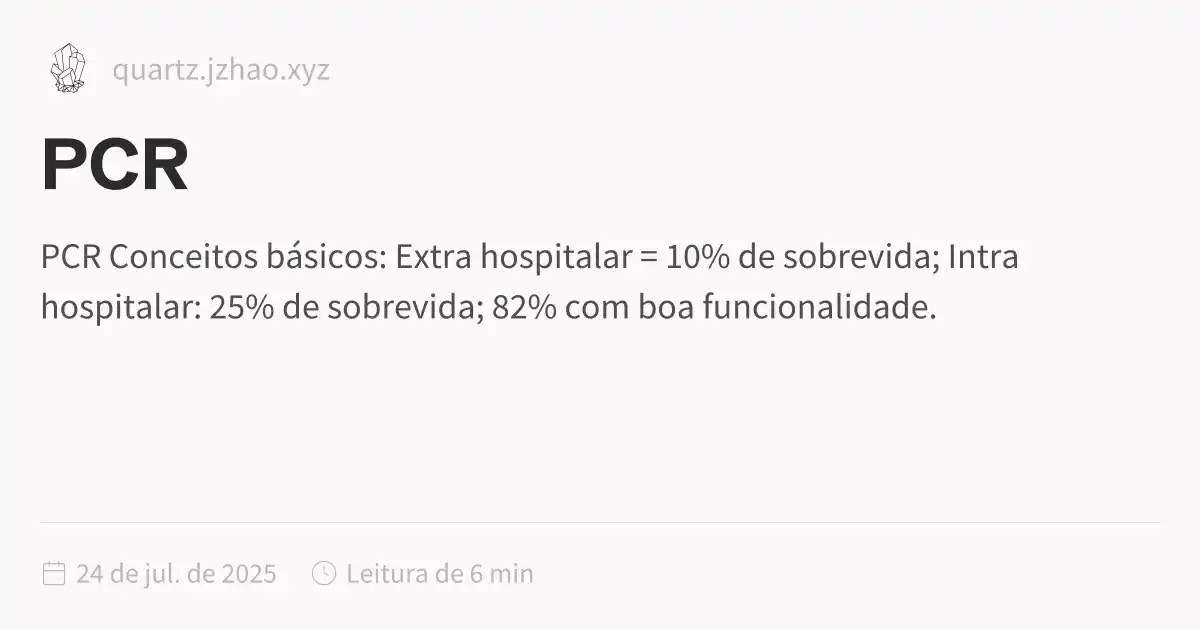 quartz.jzhao.xyz
PCR
PCR Conceitos básicos: Extra hospitalar = 10% de sobrevida; Intra
hospitalar: 25% de sobrevida; 82% com boa funcionalidade.
24 de jul. de 2025 Leitura de 6 min